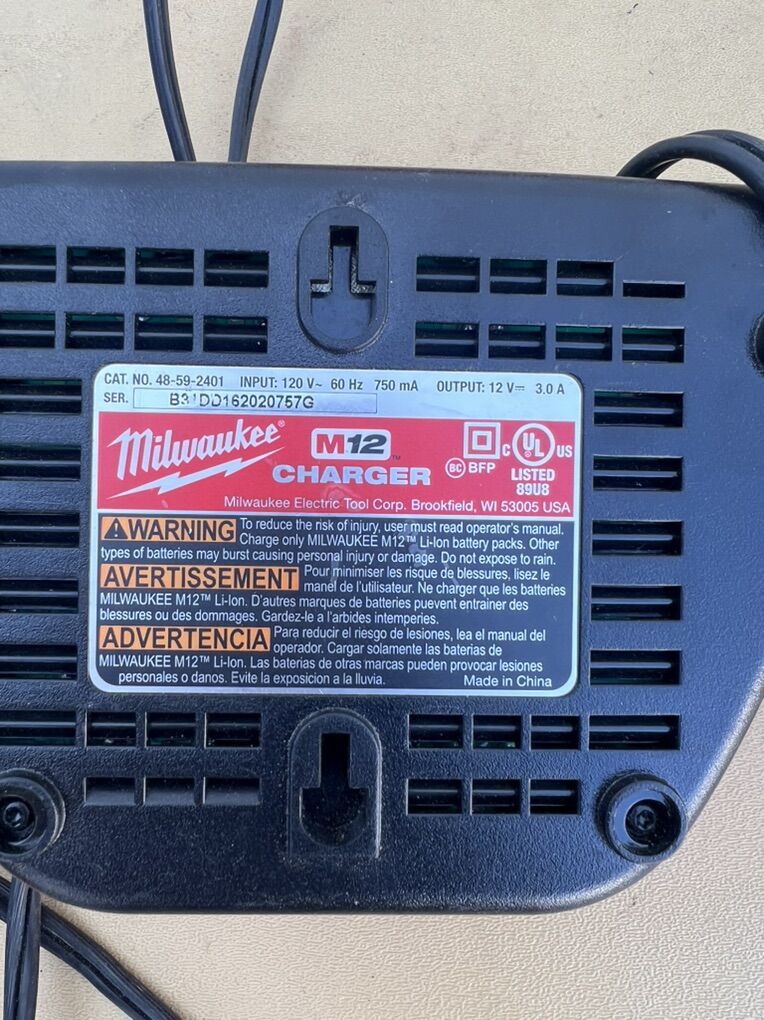 CAT. NO. 48-59-2401 INPUT: 120 V~ 60 Hz 750 mA OUTPUT: 12 V⎓ 3.0 A
SER. B31DD162020757G
Milwaukee® M12™
CHARGER
BC BFP
C UL US
LISTED
89U8
Milwaukee Electric Tool Corp. Brookfield, WI 53005 USA
WARNING To reduce the risk of injury, user must read operator's manual.
Charge only MILWAUKEE M12™ Li-Ion battery packs. Other
types of batteries may burst causing personal injury or damage. Do not expose to rain.
AVERTISSEMENT Pour minimiser les risque de blessures, lisez le
manel de l'utilisateur. Ne charger que les batteries
MILWAUKEE M12™ Li-Ion. D'autres marques de batteries puevent entrainer des
blessures ou des dommages. Gardez-le a l'arbides intemperies.
ADVERTENCIA Para reducir el riesgo de lesiones, lea el manual del
operador. Cargar solamente las baterias de
MILWAUKEE M12™ Li-Ion. Las baterias de otras marcas pueden provocar lesiones
personales o danos. Evite la exposicion a la lluvia. Made in China